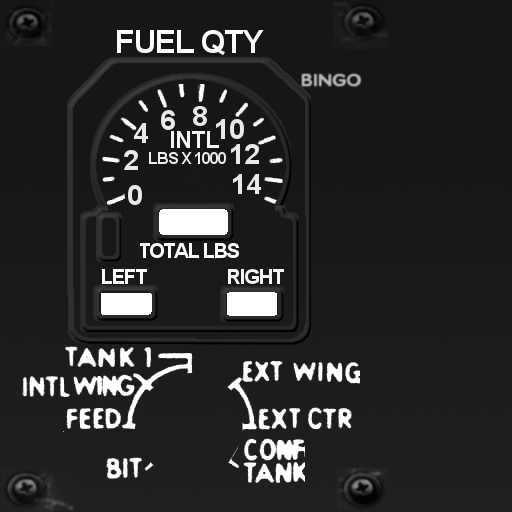 FUEL QTY
BINGO
0 2 4 6 8 10 12 14
INTL
LBS X 1000
TOTAL LBS
LEFT
RIGHT
TANK 1
INTL WING
FEED
BIT
EXT WING
EXT CTR
CONF
TANK